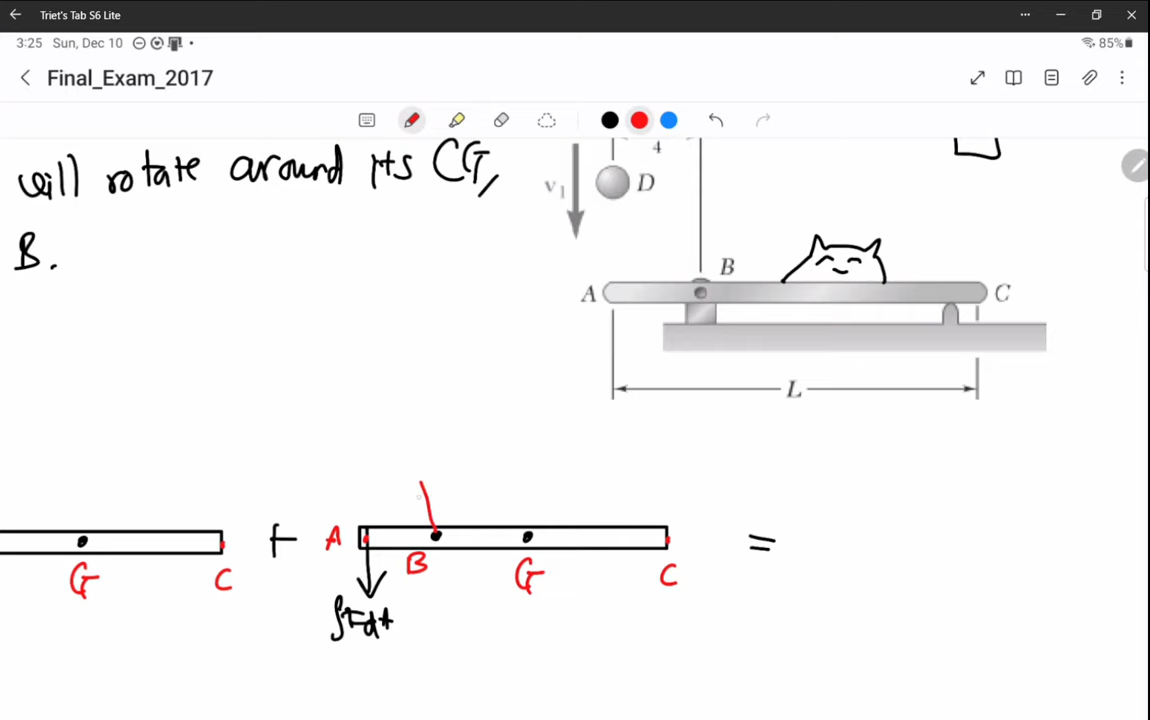 Triet's Tab S6 Lite
3:25 Sun, Dec 10
85%
Final_Exam_2017
will rotate around its CG,
B.
4
v₁
D
A
B
C
L
G
C
+
A
B
G
C
=
∫Fdt